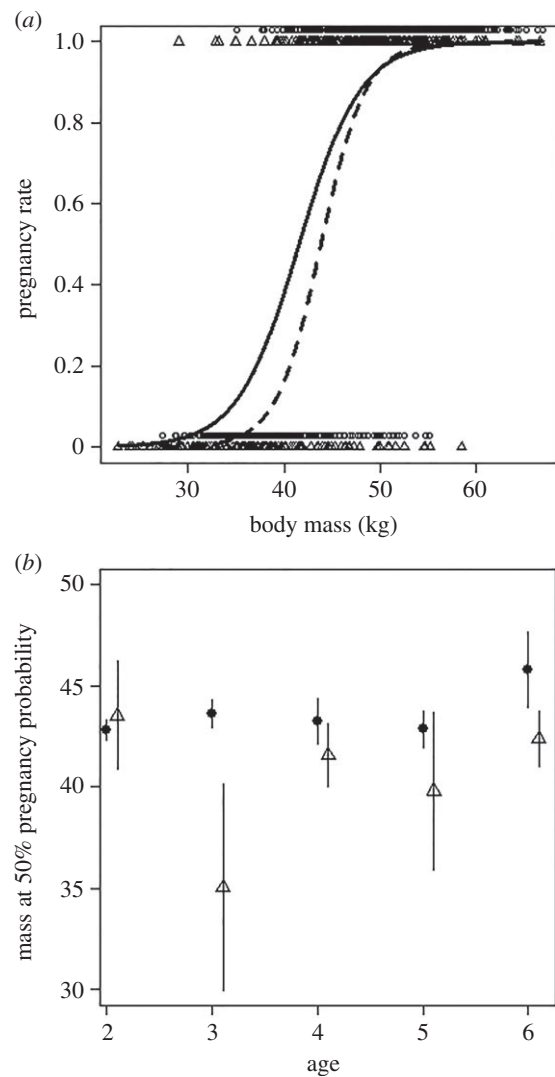 (a)
1.0
0.8
0.6
0.4
0.2
0
pregnancy rate
30 40 50 60
body mass (kg)
(b)
50
45
40
35
30
mass at 50% pregnancy probability
2 3 4 5 6
age